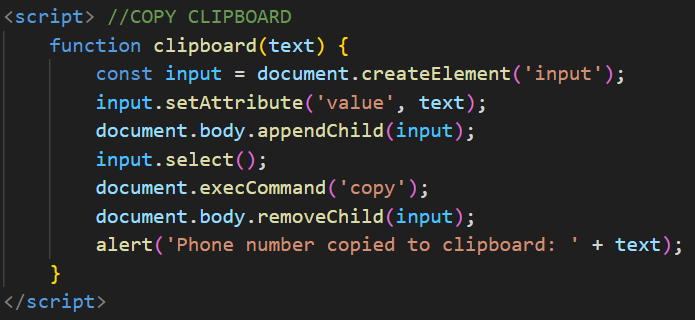 <script> //COPY CLIPBOARD
function clipboard(text) {
const input = document.createElement('input');
input.setAttribute('value', text);
document.body.appendChild(input);
input.select();
document.execCommand('copy');
document.body.removeChild(input);
alert('Phone number copied to clipboard: ' + text);
}
</script>